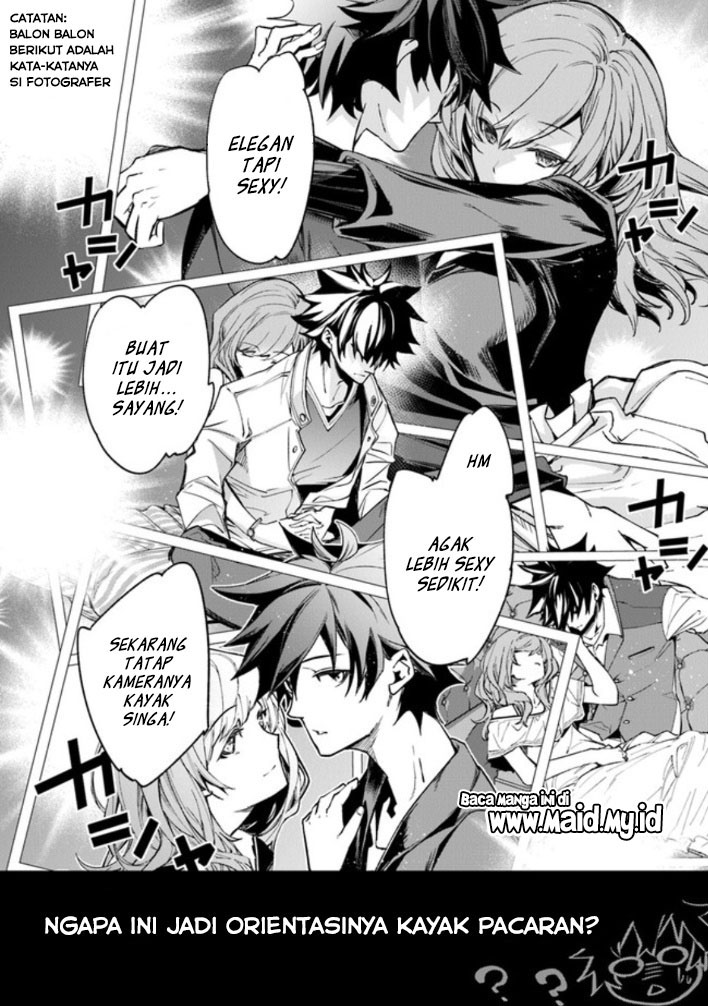 CATATAN:
BALON BALON
BERIKUT ADALAH
KATA-KATANYA
SI FOTOGRAFER
ELEGAN
TAPI
SEXY!
カシャ
カシャ
BUAT
ITU JADI
LEBIH...
SAYANG!
HM
AGAK
LEBIH SEXY
SEDIKIT!
カシャ
SEKARANG
TATAP
KAMERANYA
KAYAK
SINGA!
カシャ
Baca Manga ini di
www.Maid.My.id
NGAPA INI JADI ORIENTASINYA KAYAK PACARAN?
? ?